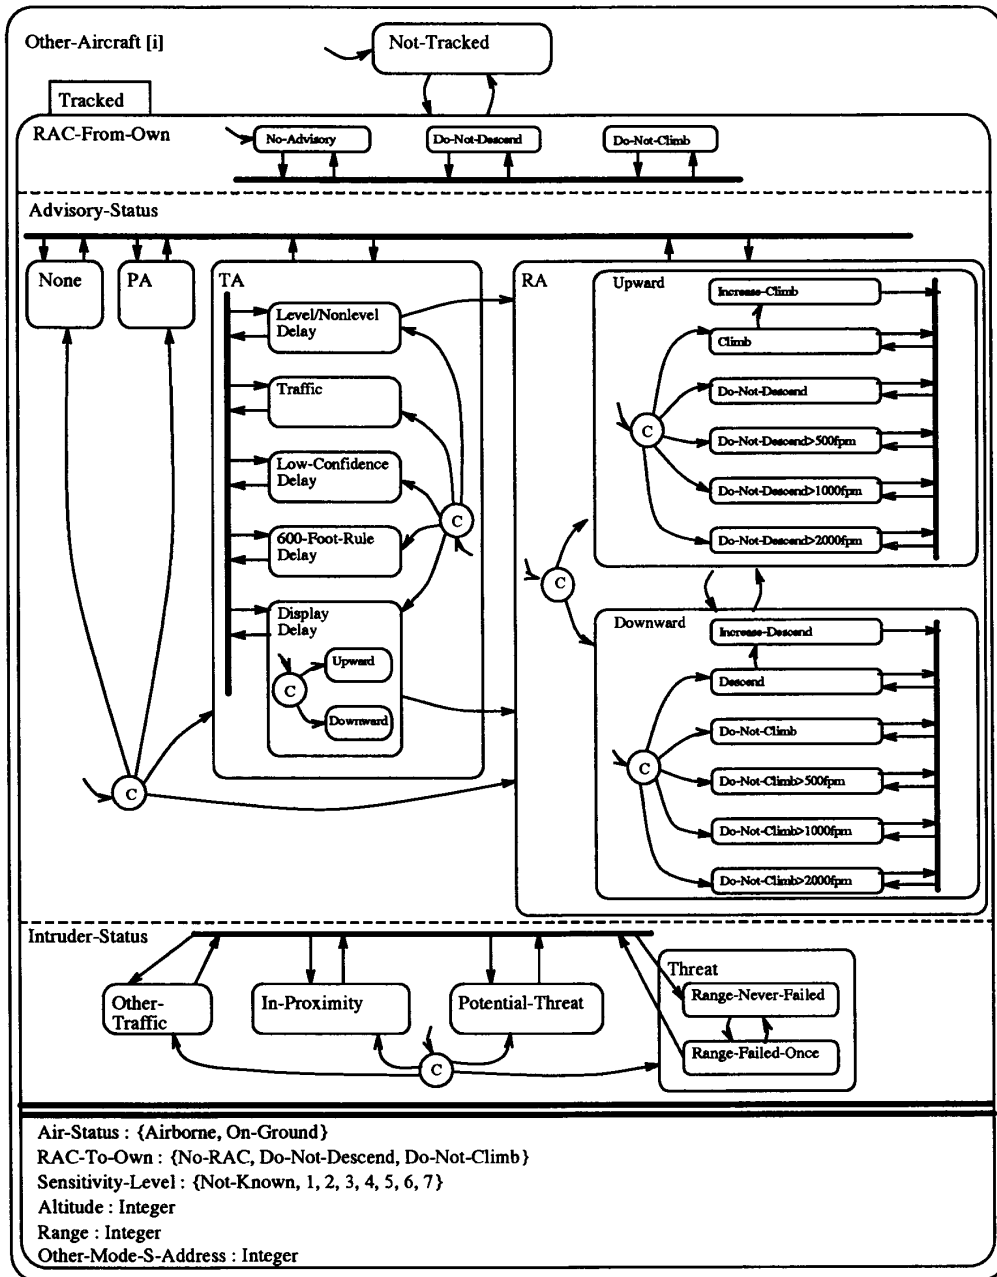 Other-Aircraft [i]
Not-Tracked
Tracked
RAC-From-Own
No-Advisory
Do-Not-Descend
Do-Not-Climb
Advisory-Status
None
PA
TA
Level/Nonlevel
Delay
Traffic
Low-Confidence
Delay
600-Foot-Rule
Delay
Display
Delay
C
Upward
Downward
C
C
RA
C
Upward
Increase-Climb
Climb
Do-Not-Descend
Do-Not-Descend>500fpm
Do-Not-Descend>1000fpm
Do-Not-Descend>2000fpm
C
Downward
Increase-Descend
Descend
Do-Not-Climb
Do-Not-Climb>500fpm
Do-Not-Climb>1000fpm
Do-Not-Climb>2000fpm
C
Intruder-Status
Other-
Traffic
In-Proximity
Potential-Threat
C
Threat
Range-Never-Failed
Range-Failed-Once
Air-Status : {Airborne, On-Ground}
RAC-To-Own : {No-RAC, Do-Not-Descend, Do-Not-Climb}
Sensitivity-Level : {Not-Known, 1, 2, 3, 4, 5, 6, 7}
Altitude : Integer
Range : Integer
Other-Mode-S-Address : Integer